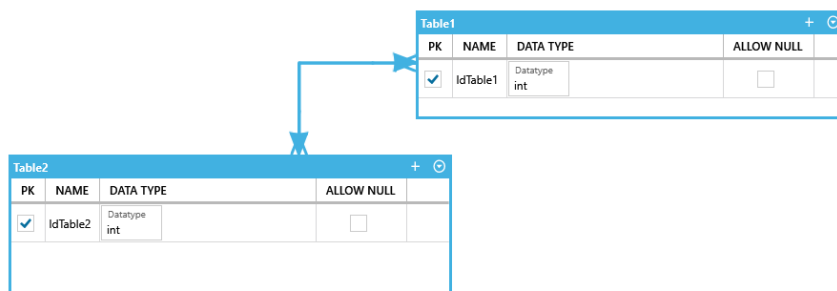 Table1 +
PK NAME DATA TYPE ALLOW NULL
Datatype
IdTable1 int
Table2 +
PK NAME DATA TYPE ALLOW NULL
Datatype
IdTable2 int